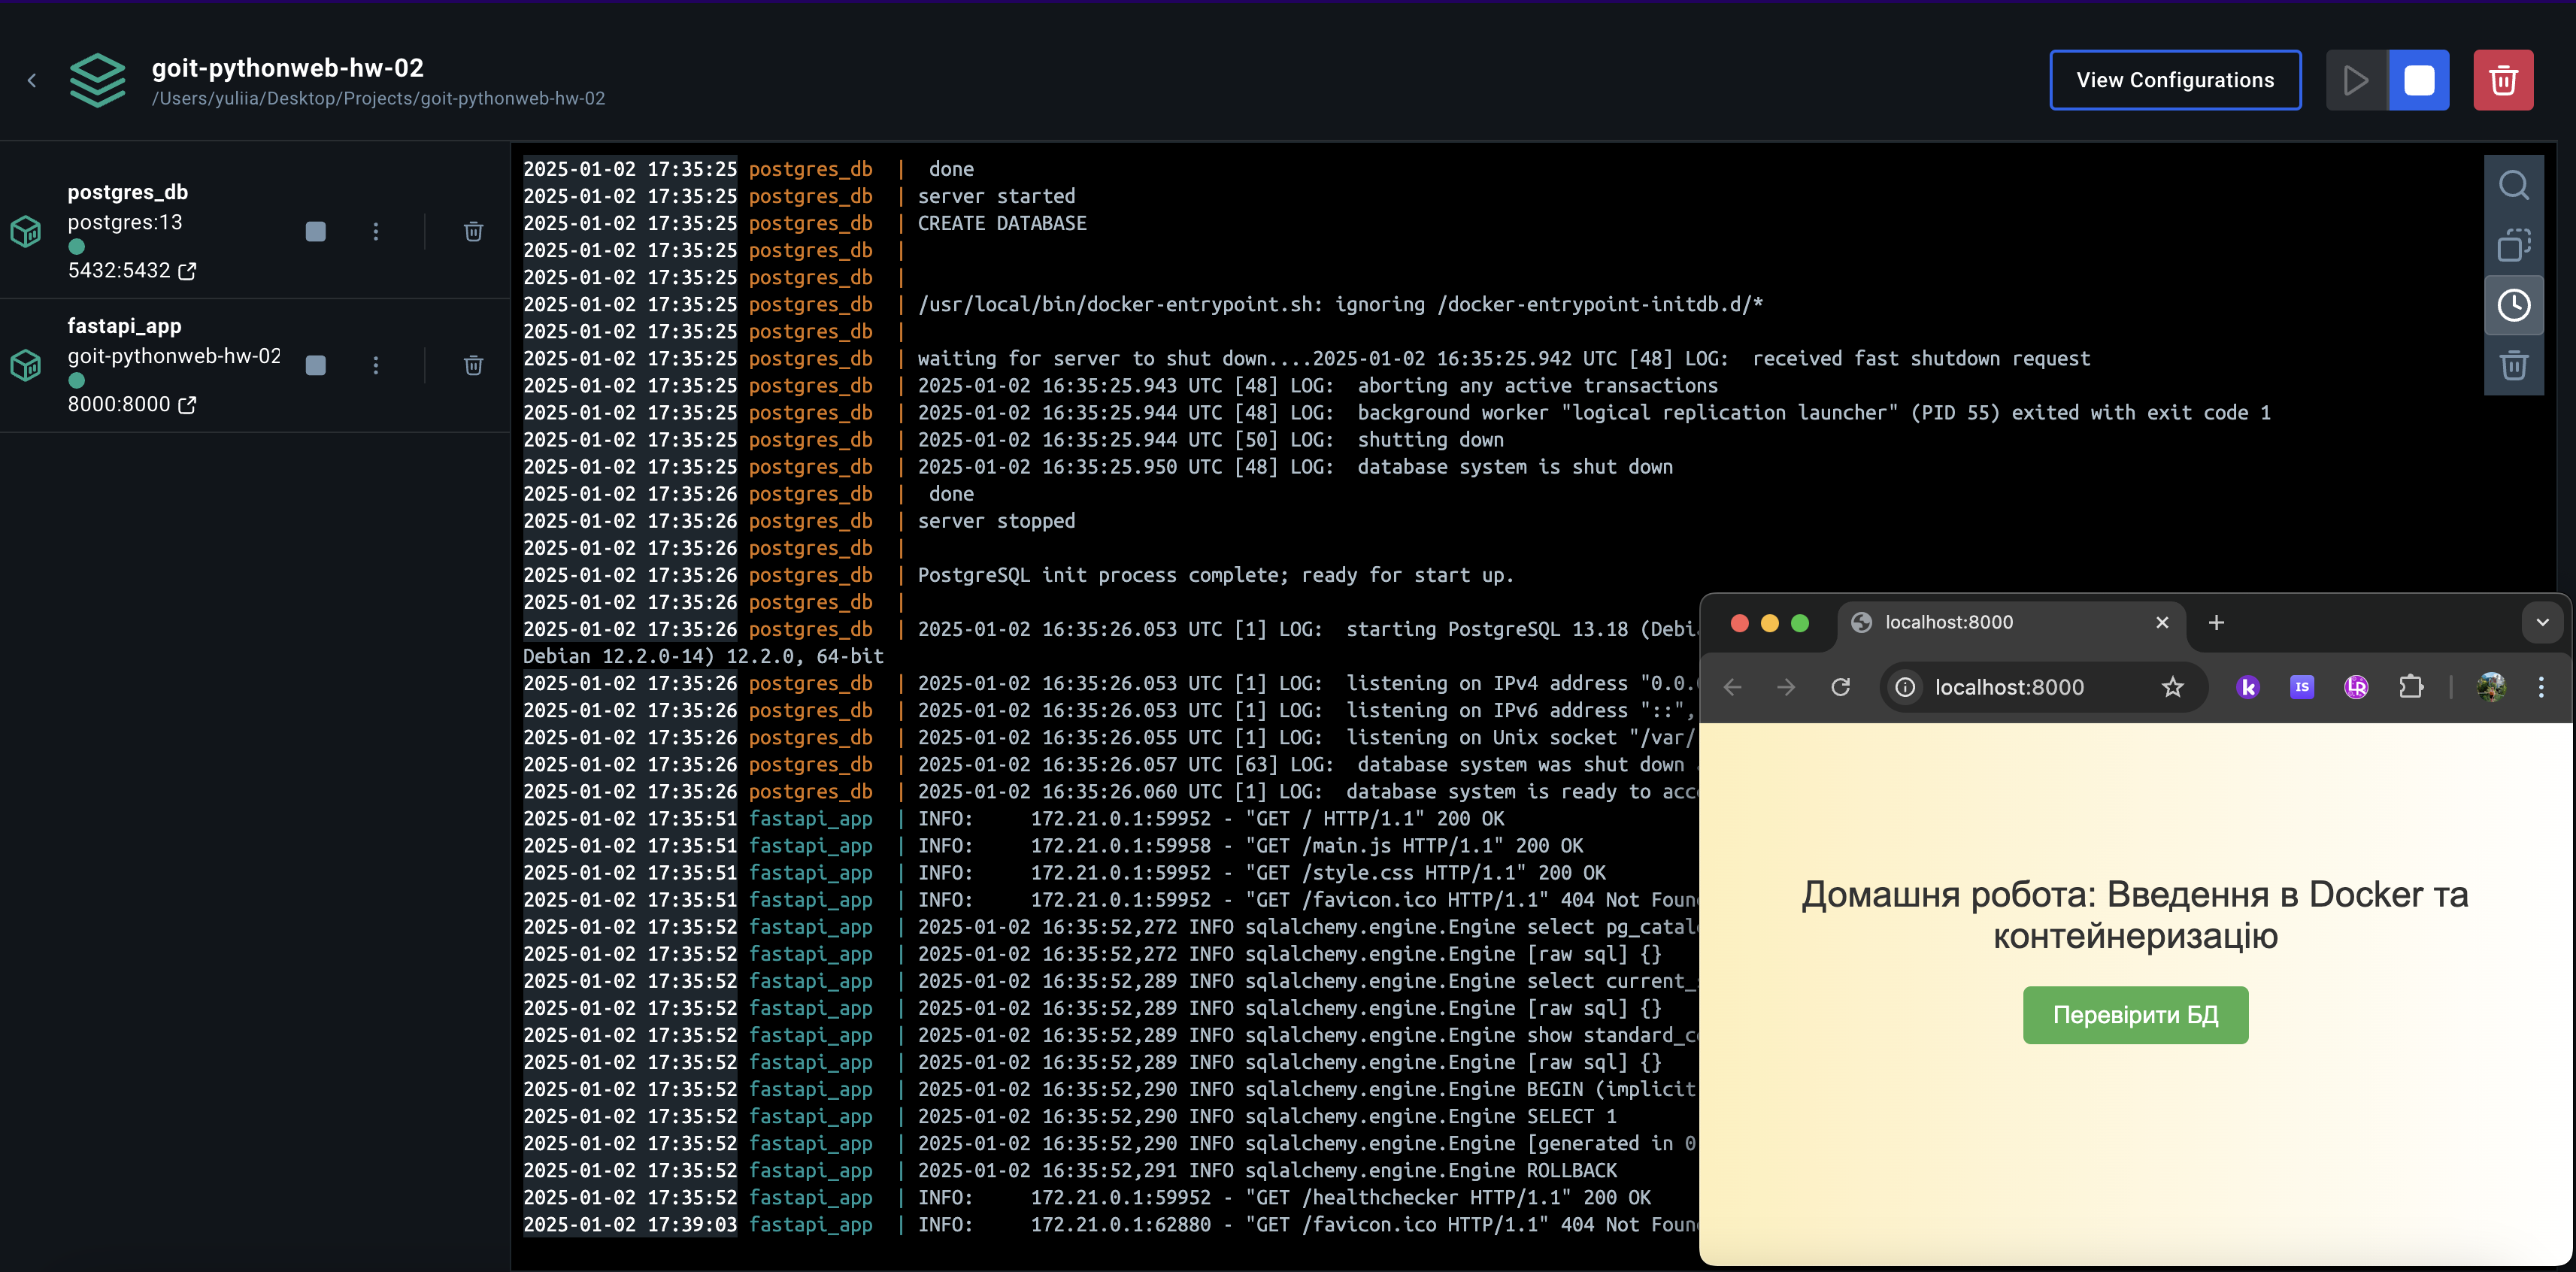 goit-pythonweb-hw-02
/Users/yuliia/Desktop/Projects/goit-pythonweb-hw-02
View Configurations
postgres_db
postgres:13
5432:5432
fastapi_app
goit-pythonweb-hw-02
8000:8000
2025-01-02 17:35:25 postgres_db | done
2025-01-02 17:35:25 postgres_db | server started
2025-01-02 17:35:25 postgres_db | CREATE DATABASE
2025-01-02 17:35:25 postgres_db |
2025-01-02 17:35:25 postgres_db |
2025-01-02 17:35:25 postgres_db | /usr/local/bin/docker-entrypoint.sh: ignoring /docker-entrypoint-initdb.d/*
2025-01-02 17:35:25 postgres_db |
2025-01-02 17:35:25 postgres_db | waiting for server to shut down....2025-01-02 16:35:25.942 UTC [48] LOG: received fast shutdown request
2025-01-02 17:35:25 postgres_db | 2025-01-02 16:35:25.943 UTC [48] LOG: aborting any active transactions
2025-01-02 17:35:25 postgres_db | 2025-01-02 16:35:25.944 UTC [48] LOG: background worker "logical replication launcher" (PID 55) exited with exit code 1
2025-01-02 17:35:25 postgres_db | 2025-01-02 16:35:25.944 UTC [50] LOG: shutting down
2025-01-02 17:35:25 postgres_db | 2025-01-02 16:35:25.950 UTC [48] LOG: database system is shut down
2025-01-02 17:35:26 postgres_db | done
2025-01-02 17:35:26 postgres_db | server stopped
2025-01-02 17:35:26 postgres_db |
2025-01-02 17:35:26 postgres_db | PostgreSQL init process complete; ready for start up.
2025-01-02 17:35:26 postgres_db |
2025-01-02 17:35:26 postgres_db | 2025-01-02 16:35:26.053 UTC [1] LOG: starting PostgreSQL 13.18 (Debi
Debian 12.2.0-14) 12.2.0, 64-bit
2025-01-02 17:35:26 postgres_db | 2025-01-02 16:35:26.053 UTC [1] LOG: listening on IPv4 address "0.0.
2025-01-02 17:35:26 postgres_db | 2025-01-02 16:35:26.053 UTC [1] LOG: listening on IPv6 address "::",
2025-01-02 17:35:26 postgres_db | 2025-01-02 16:35:26.055 UTC [1] LOG: listening on Unix socket "/var/
2025-01-02 17:35:26 postgres_db | 2025-01-02 16:35:26.057 UTC [63] LOG: database system was shut down
2025-01-02 17:35:26 postgres_db | 2025-01-02 16:35:26.060 UTC [1] LOG: database system is ready to acc
2025-01-02 17:35:51 fastapi_app | INFO: 172.21.0.1:59952 - "GET / HTTP/1.1" 200 OK
2025-01-02 17:35:51 fastapi_app | INFO: 172.21.0.1:59958 - "GET /main.js HTTP/1.1" 200 OK
2025-01-02 17:35:51 fastapi_app | INFO: 172.21.0.1:59952 - "GET /style.css HTTP/1.1" 200 OK
2025-01-02 17:35:51 fastapi_app | INFO: 172.21.0.1:59952 - "GET /favicon.ico HTTP/1.1" 404 Not Foun
2025-01-02 17:35:52 fastapi_app | 2025-01-02 16:35:52,272 INFO sqlalchemy.engine.Engine select pg_catal
2025-01-02 17:35:52 fastapi_app | 2025-01-02 16:35:52,272 INFO sqlalchemy.engine.Engine [raw sql] {}
2025-01-02 17:35:52 fastapi_app | 2025-01-02 16:35:52,289 INFO sqlalchemy.engine.Engine select current_
2025-01-02 17:35:52 fastapi_app | 2025-01-02 16:35:52,289 INFO sqlalchemy.engine.Engine [raw sql] {}
2025-01-02 17:35:52 fastapi_app | 2025-01-02 16:35:52,289 INFO sqlalchemy.engine.Engine show standard_c
2025-01-02 17:35:52 fastapi_app | 2025-01-02 16:35:52,289 INFO sqlalchemy.engine.Engine [raw sql] {}
2025-01-02 17:35:52 fastapi_app | 2025-01-02 16:35:52,290 INFO sqlalchemy.engine.Engine BEGIN (implicit
2025-01-02 17:35:52 fastapi_app | 2025-01-02 16:35:52,290 INFO sqlalchemy.engine.Engine SELECT 1
2025-01-02 17:35:52 fastapi_app | 2025-01-02 16:35:52,290 INFO sqlalchemy.engine.Engine [generated in 0
2025-01-02 17:35:52 fastapi_app | 2025-01-02 16:35:52,291 INFO sqlalchemy.engine.Engine ROLLBACK
2025-01-02 17:35:52 fastapi_app | INFO: 172.21.0.1:59952 - "GET /healthchecker HTTP/1.1" 200 OK
2025-01-02 17:39:03 fastapi_app | INFO: 172.21.0.1:62880 - "GET /favicon.ico HTTP/1.1" 404 Not Foun
localhost:8000
localhost:8000
k
IS
LR
Домашня робота: Введення в Docker та
контейнеризацію
Перевірити БД